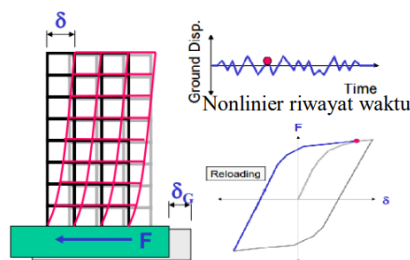 δ
F
δG
Ground Disp.
Time
Nonlinier riwayat waktu
F
Reloading
δ